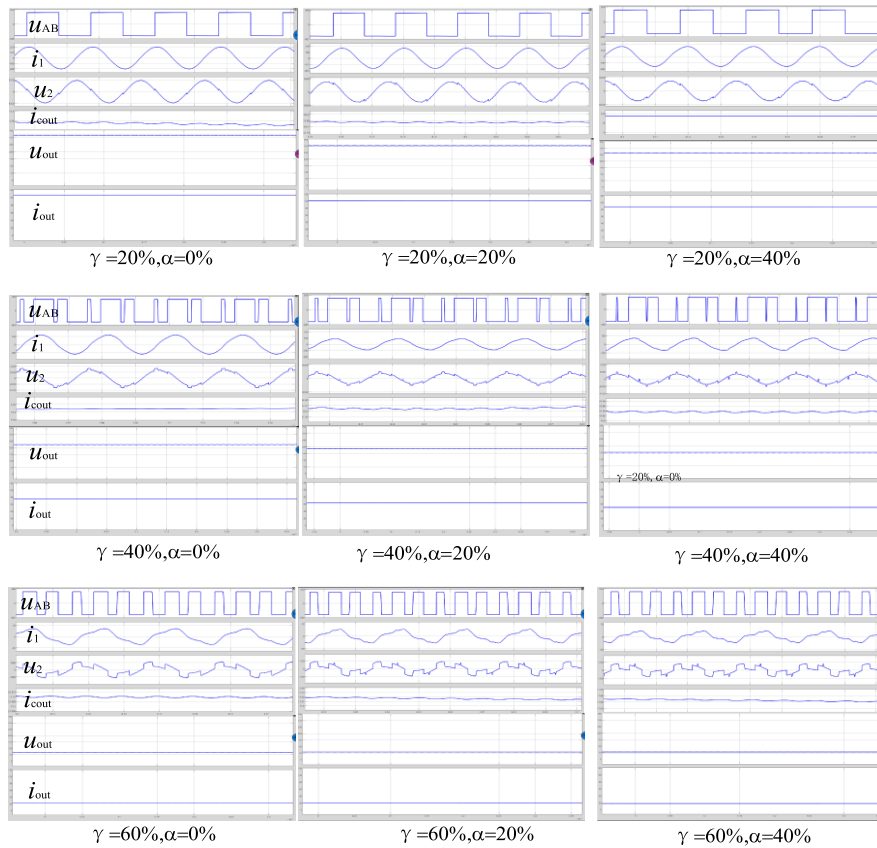 uAB
i1
u2
icout
uout
iout
γ =20%,α=0%
γ =20%,α=20%
γ =20%,α=40%
uAB
i1
u2
icout
uout
iout
γ=20%, α=0%
γ =40%,α=0%
γ =40%,α=20%
γ =40%,α=40%
uAB
i1
u2
icout
uout
iout
γ =60%,α=0%
γ =60%,α=20%
γ =60%,α=40%